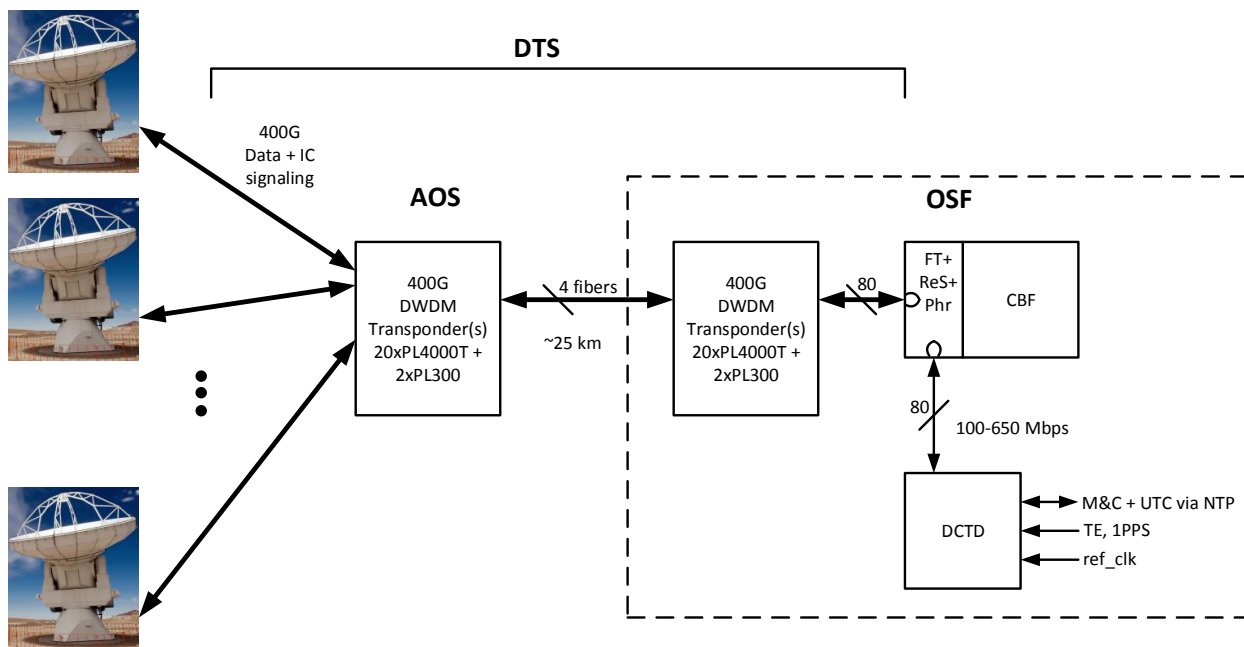 DTS
400G
Data + IC
signaling
AOS
OSF
400G
DWDM
Transponder(s)
20xPL4000T +
2xPL300
4 fibers
~25 km
400G
DWDM
Transponder(s)
20xPL4000T +
2xPL300
80
FT+
ReS+
Phr
CBF
80
100-650 Mbps
DCTD
M&C + UTC via NTP
TE, 1PPS
ref_clk